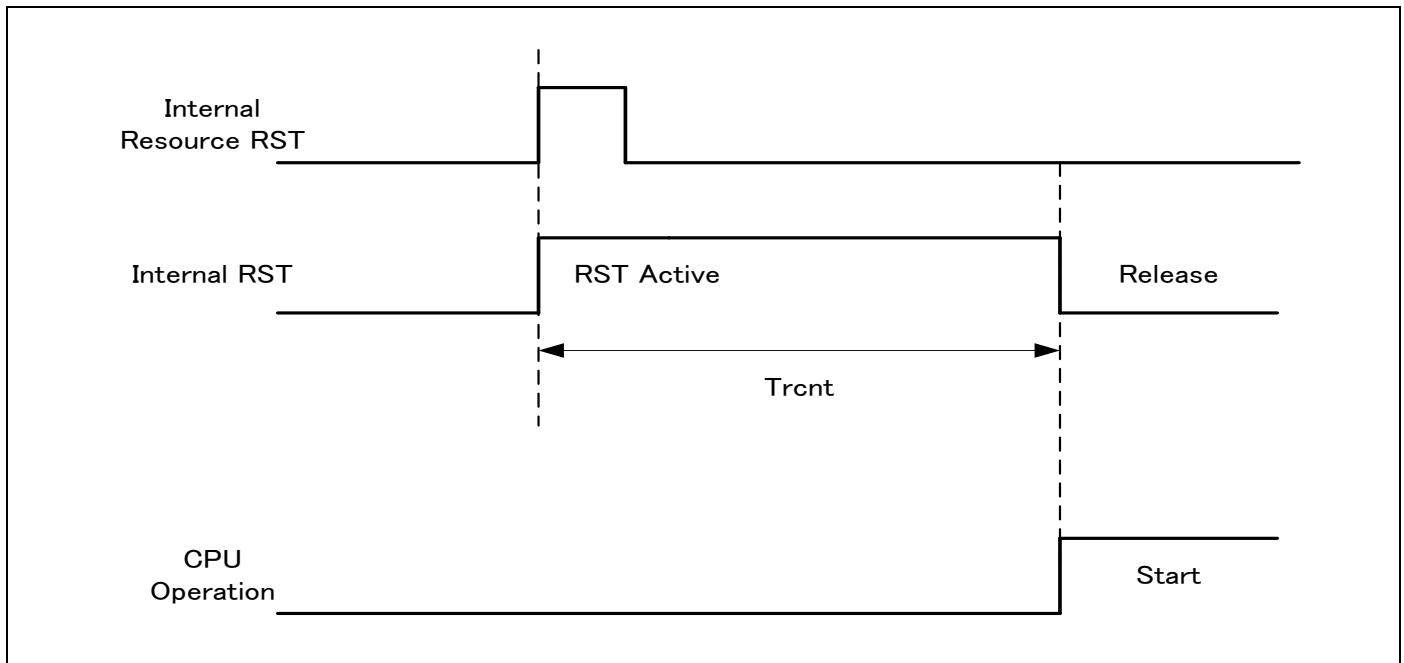 Internal
Resource RST
Internal RST
RST Active
Release
Trcnt
CPU
Operation
Start